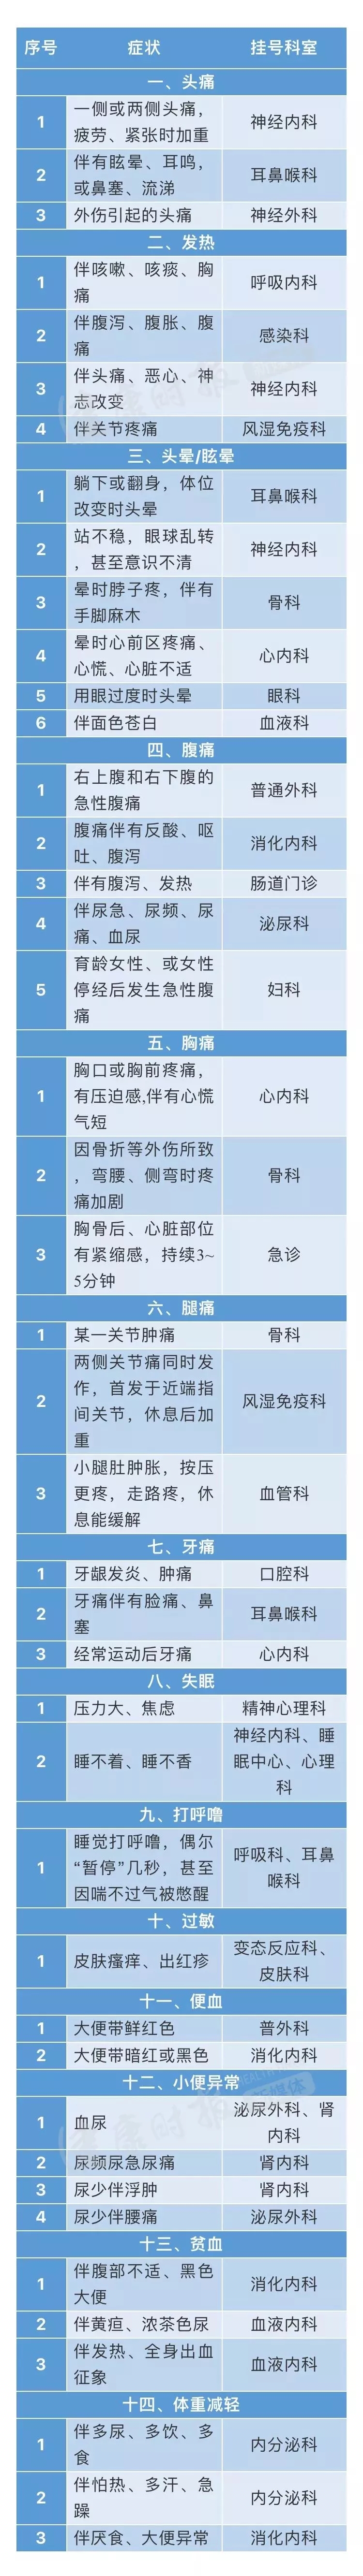 序号 症状 挂号科室
一、头痛
1 一侧或两侧头痛，
疲劳、紧张时加重 神经内科
2 伴有眩晕、耳鸣，
或鼻塞、流涕 耳鼻喉科
3 外伤引起的头痛 神经外科
二、发热
1 伴咳嗽、咳痰、胸
痛 呼吸内科
2 伴腹泻、腹胀、腹
痛 感染科
3 伴头痛、恶心、神
志改变 神经内科
4 伴关节疼痛 风湿免疫科
三、头晕/眩晕
1 躺下或翻身，体位
改变时头晕 耳鼻喉科
2 站不稳，眼球乱转
，甚至意识不清 神经内科
3 晕时脖子疼，伴有
手脚麻木 骨科
4 晕时心前区疼痛、
心慌、心脏不适 心内科
5 用眼过度时头晕 眼科
6 伴面色苍白 血液科
四、腹痛
1 右上腹和右下腹的
急性腹痛 普通外科
2 腹痛伴有反酸、呕
吐、腹泻 消化内科
3 伴有腹泻、发热 肠道门诊
4 伴尿急、尿频、尿
痛、血尿 泌尿科
5 育龄女性、或女性
停经后发生急性腹
痛 妇科
五、胸痛
1 胸口或胸前疼痛，
有压迫感,伴有心慌
气短 心内科
2 因骨折等外伤所致
，弯腰、侧弯时疼
痛加剧 骨科
3 胸骨后、心脏部位
有紧缩感，持续3~
5分钟 急诊
六、腿痛
1 某一关节肿痛 骨科
2 两侧关节痛同时发
作，首发于近端指
间关节，休息后加
重 风湿免疫科
3 小腿肚肿胀，按压
更疼，走路疼，休
息能缓解 血管科
七、牙痛
1 牙龈发炎、肿痛 口腔科
2 牙痛伴有脸痛、鼻
塞 耳鼻喉科
3 经常运动后牙痛 心内科
八、失眠
1 压力大、焦虑 精神心理科
2 睡不着、睡不香 神经内科、睡
眠中心、心理
科
九、打呼噜
1 睡觉打呼噜，偶尔
“暂停”几秒，甚至
因喘不过气被憋醒 呼吸科、耳鼻
喉科
十、过敏
1 皮肤瘙痒、出红疹 变态反应科、
皮肤科
十一、便血
1 大便带鲜红色 普外科
2 大便带暗红或黑色 消化内科
十二、小便异常
1 血尿 泌尿外科、肾
内科
2 尿频尿急尿痛 肾内科
3 尿少伴浮肿 肾内科
4 尿少伴腰痛 泌尿外科
十三、贫血
1 伴腹部不适、黑色
大便 消化内科
2 伴黄疸、浓茶色尿 血液内科
3 伴发热、全身出血
征象 血液内科
十四、体重减轻
1 伴多尿、多饮、多
食 内分泌科
2 伴怕热、多汗、急
躁 内分泌科
3 伴厌食、大便异常 消化内科